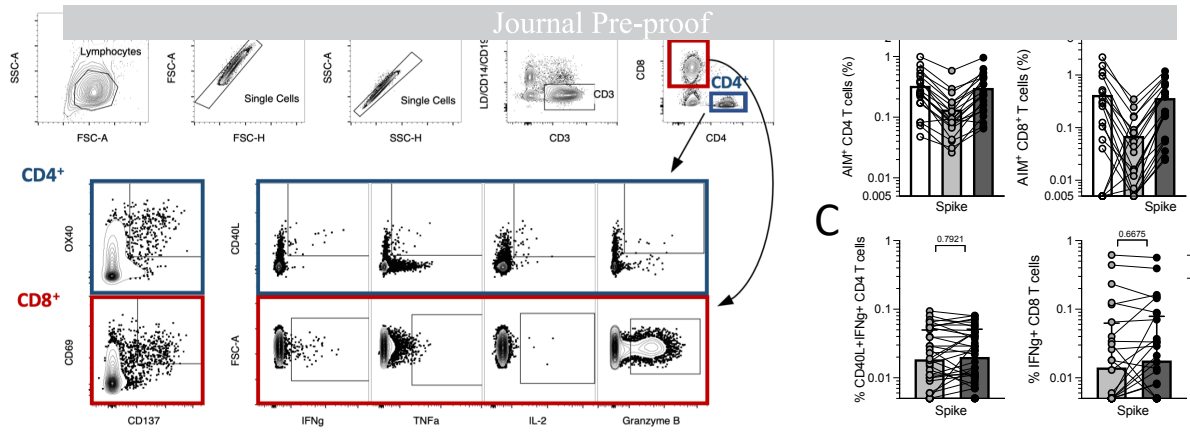 Journal Pre-proof
SSC-A
Lymphocytes
FSC-A
FSC-A
Single Cells
FSC-H
SSC-A
Single Cells
SSC-H
LD/CD14/CD19
CD3
CD3
CD8
CD4⁺
CD4
CD4⁺
OX40
CD40L
CD8⁺
CD69
CD137
FSC-A
IFNg
TNFa
IL-2
Granzyme B
AIM⁺ CD4 T cells (%)
0.1
0.01
0.005
Spike
AIM⁺ CD8⁺ T cells (%)
1
0.1
0.01
0.005
Spike
C
% CD40L+IFNg+ CD4 T cells
1
0.1
0.01
0.7921
Spike
% IFNg+ CD8 T cells
1
0.1
0.01
0.6675
Spike